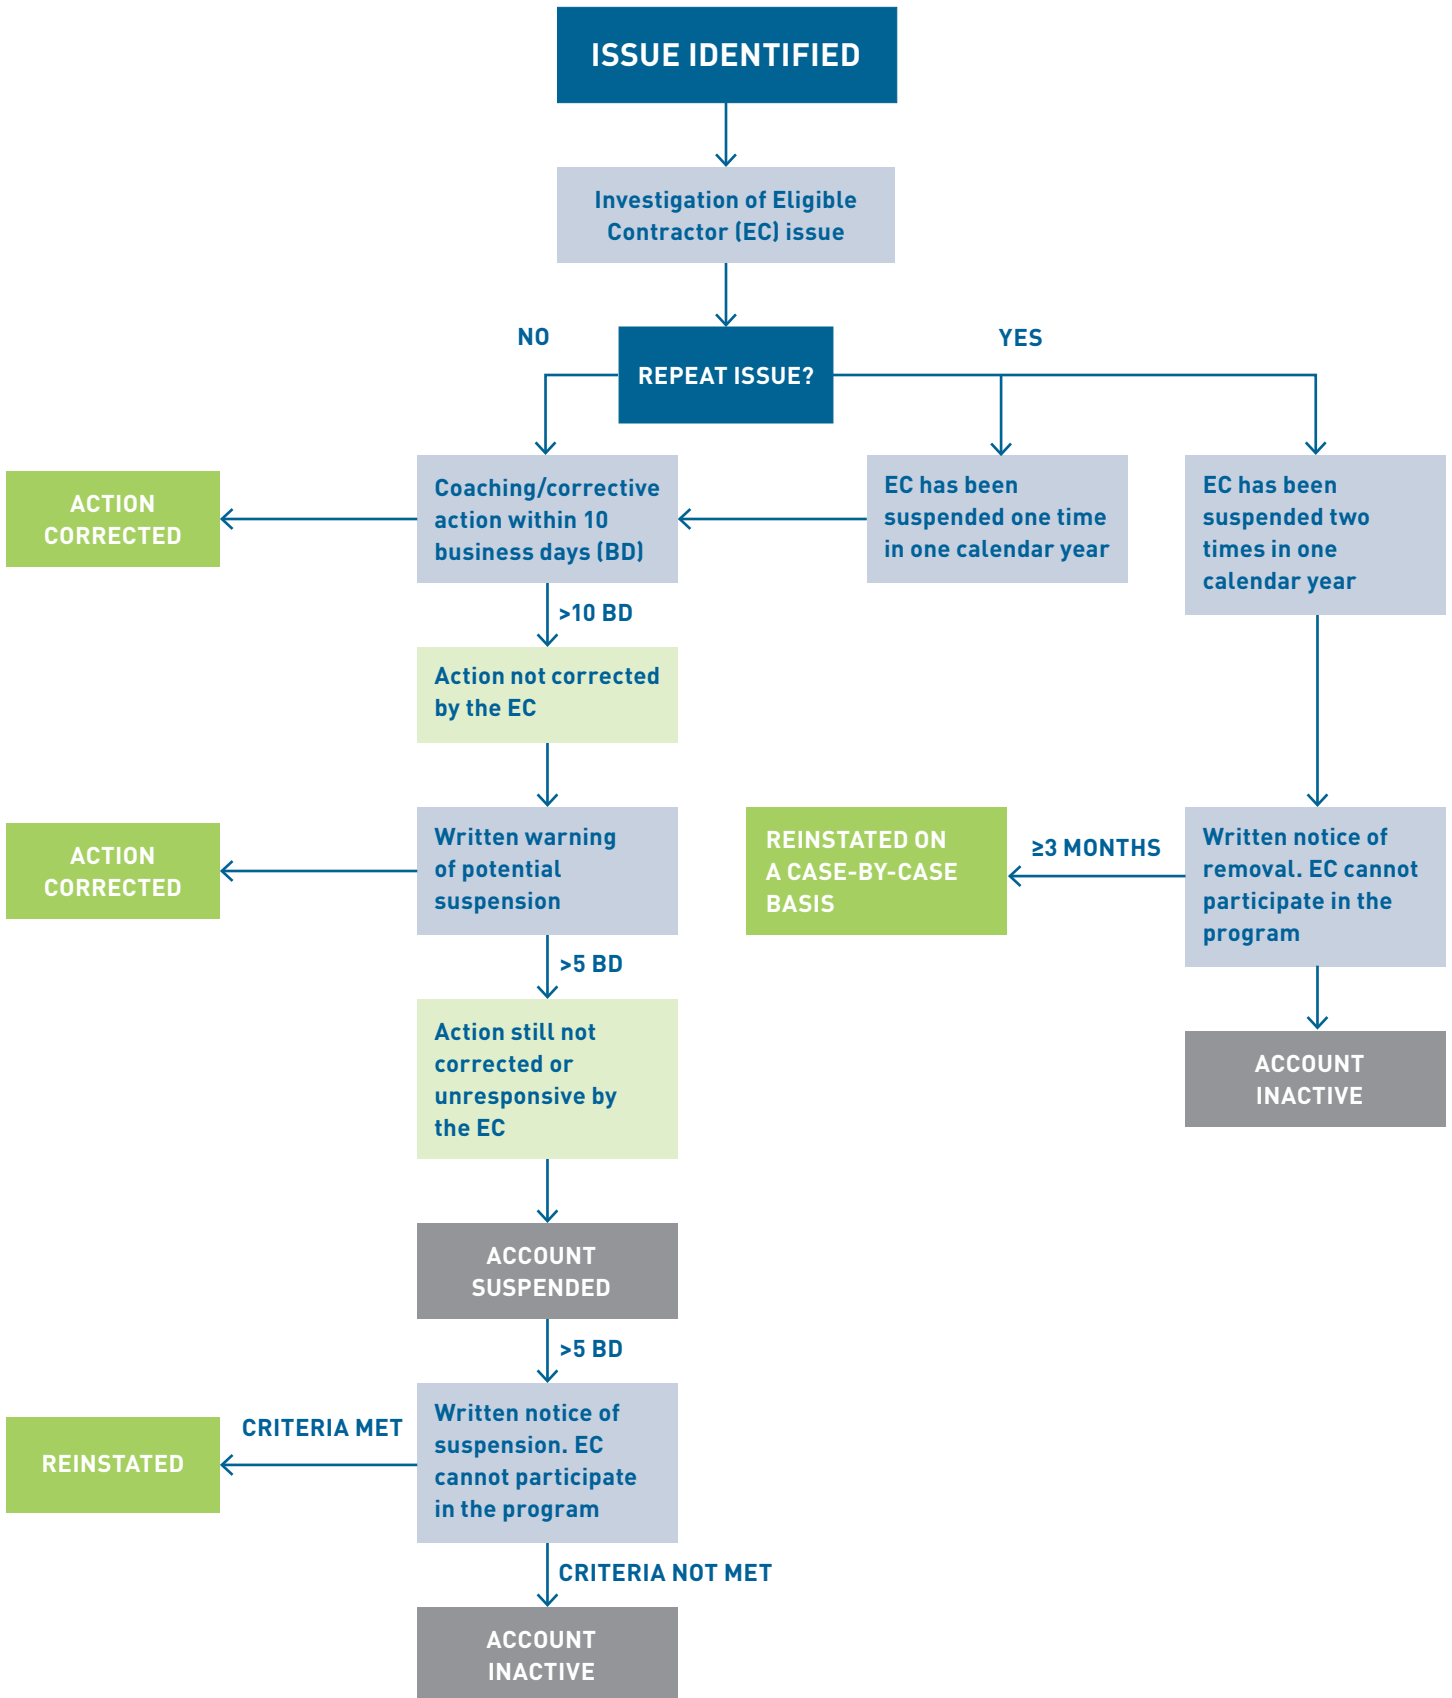 ISSUE IDENTIFIED
Investigation of Eligible
Contractor (EC) issue
NO
YES
REPEAT ISSUE?
ACTION
CORRECTED
Coaching/corrective
action within 10
business days (BD)
EC has been
suspended one time
in one calendar year
EC has been
suspended two
times in one
calendar year
>10 BD
Action not corrected
by the EC
ACTION
CORRECTED
Written warning
of potential
suspension
REINSTATED ON
A CASE-BY-CASE
BASIS
≥3 MONTHS
Written notice of
removal. EC cannot
participate in the
program
>5 BD
Action still not
corrected or
unresponsive by
the EC
ACCOUNT
INACTIVE
ACCOUNT
SUSPENDED
>5 BD
REINSTATED
CRITERIA MET
Written notice of
suspension. EC
cannot participate
in the program
CRITERIA NOT MET
ACCOUNT
INACTIVE